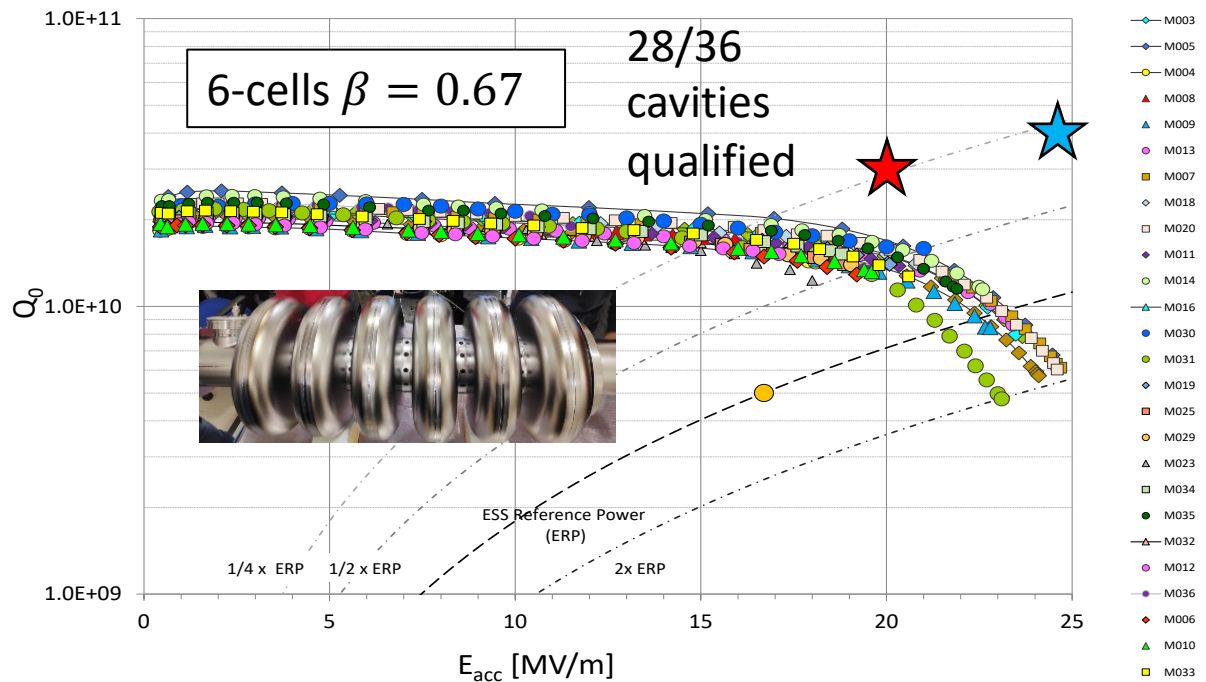 1.0E+11
6-cells β = 0.67
28/36
cavities
qualified
1.0E+10
Q₀
ESS Reference Power
(ERP)
1/4 x ERP
1/2 x ERP
2x ERP
1.0E+09
0
5
10
15
20
25
Eacc [MV/m]
M003
M005
M004
M008
M009
M013
M007
M018
M020
M011
M014
M016
M030
M031
M019
M025
M029
M023
M034
M035
M032
M012
M036
M006
M010
M033